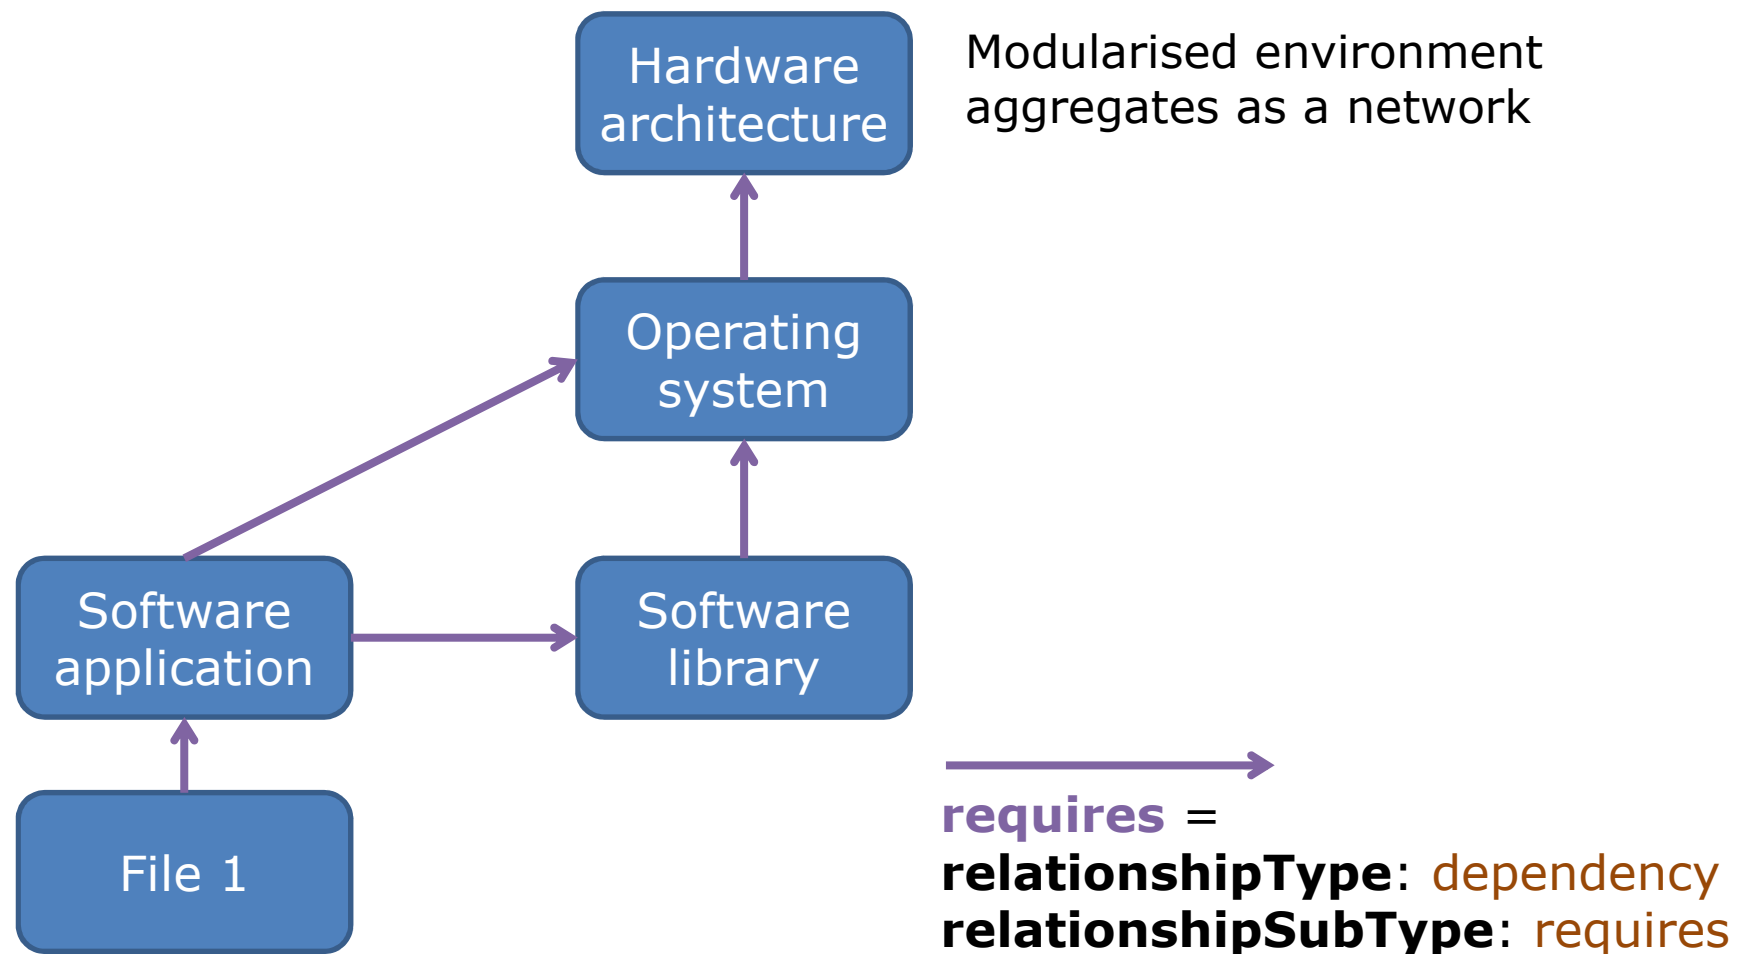 Hardware
architecture
Modularised environment
aggregates as a network
Operating
system
Software
application
Software
library
File 1
requires =
relationshipType: dependency
relationshipSubType: requires